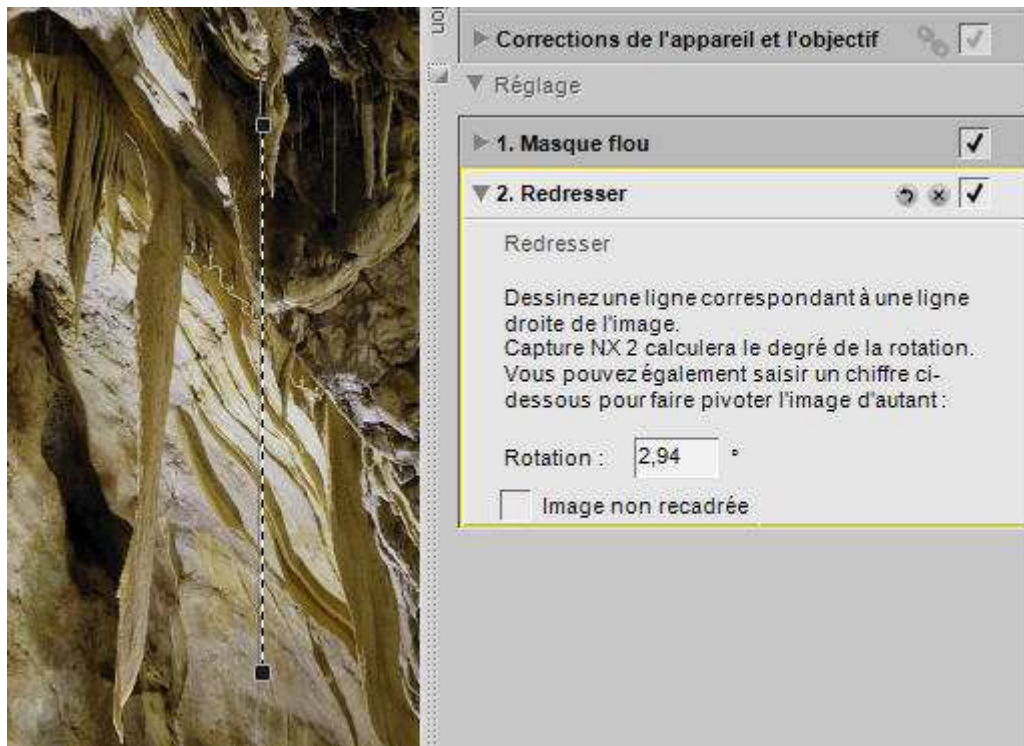 ion
Corrections de l'appareil et l'objectif
Réglage
1. Masque flou
2. Redresser
Redresser
Dessinez une ligne correspondant à une ligne
droite de l'image.
Capture NX 2 calculera le degré de la rotation.
Vous pouvez également saisir un chiffre ci-
dessous pour faire pivoter l'image d'autant :
Rotation : 2,94 °
Image non recadrée